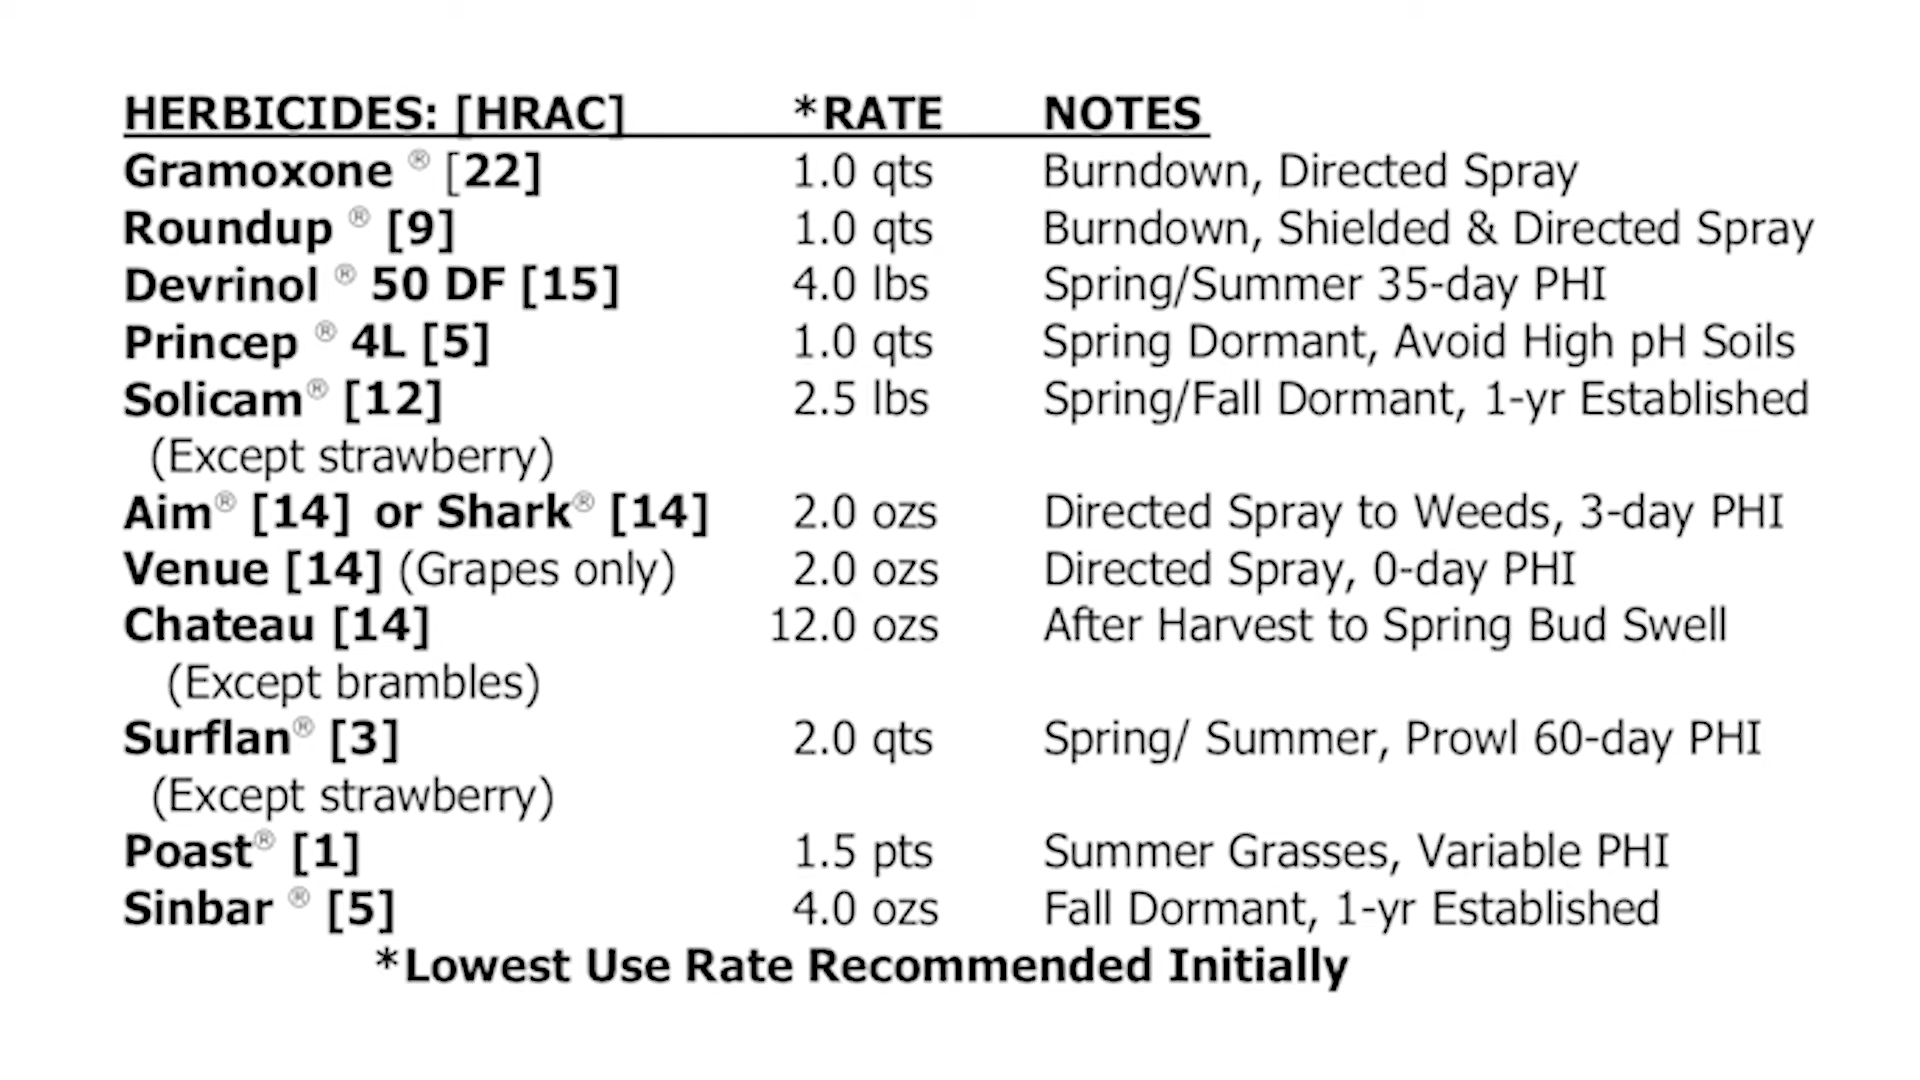 HERBICIDES: [HRAC] *RATE NOTES
Gramoxone ® [22] 1.0 qts Burndown, Directed Spray
Roundup ® [9] 1.0 qts Burndown, Shielded & Directed Spray
Devrinol ® 50 DF [15] 4.0 lbs Spring/Summer 35-day PHI
Princep ® 4L [5] 1.0 qts Spring Dormant, Avoid High pH Soils
Solicam® [12] 2.5 lbs Spring/Fall Dormant, 1-yr Established
(Except strawberry)
Aim® [14] or Shark® [14] 2.0 ozs Directed Spray to Weeds, 3-day PHI
Venue [14] (Grapes only) 2.0 ozs Directed Spray, 0-day PHI
Chateau [14] 12.0 ozs After Harvest to Spring Bud Swell
(Except brambles)
Surflan® [3] 2.0 qts Spring/ Summer, Prowl 60-day PHI
(Except strawberry)
Poast® [1] 1.5 pts Summer Grasses, Variable PHI
Sinbar ® [5] 4.0 ozs Fall Dormant, 1-yr Established
*Lowest Use Rate Recommended Initially